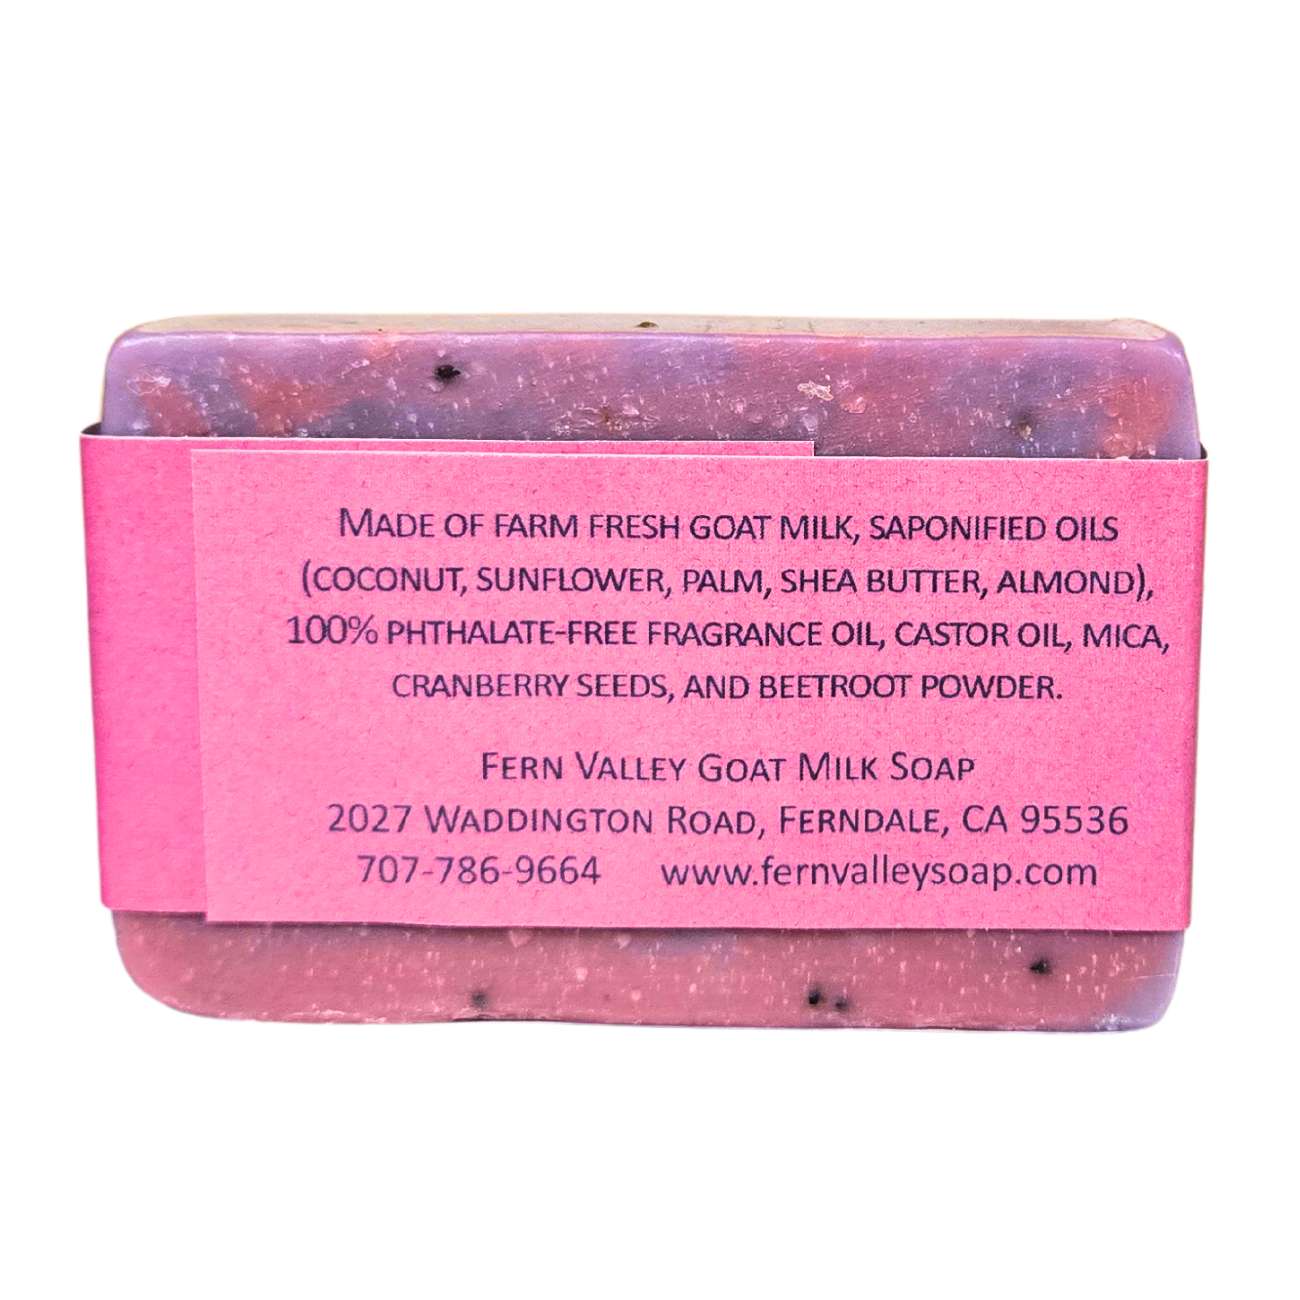 Made of farm fresh goat milk, saponified oils
(coconut, sunflower, palm, shea butter, almond),
100% phthalate-free fragrance oil, castor oil, mica,
cranberry seeds, and beetroot powder.
Fern Valley Goat Milk Soap
2027 Waddington Road, Ferndale, CA 95536
707-786-9664 www.fernvalleysoap.com